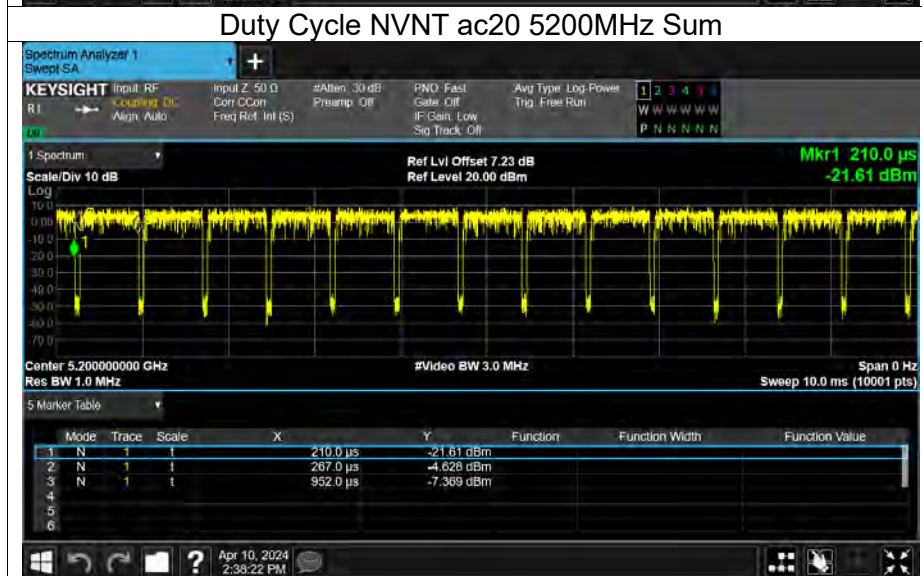 Duty Cycle NVNT ac20 5200MHz Sum
Spectrum Analyzer 1
Swept SA
+
KEYSIGHT Input: RF Input Z: 50 Ω #Atten: 30 dB PNO: Fast Avg Type: Log-Power 1 2 3 4 5 6
R L Coupling: DC Corr CCorr Preamp: Off Gate: Off Trig: Free Run W W W W W W
Align: Auto Freq Ref: Int (S) IF Gain: Low
Sig Track: Off P N N N N N
1 Spectrum
Scale/Div 10 dB Ref Lvl Offset 7.23 dB Mkr1 210.0 µs
Log Ref Level 20.00 dBm -21.61 dBm
10.0
0.00
-10.0
-20.0
-30.0
-40.0
-50.0
-60.0
-70.0
1
Center 5.200000000 GHz #Video BW 3.0 MHz Span 0 Hz
Res BW 1.0 MHz Sweep 10.0 ms (10001 pts)
5 Marker Table
Mode Trace Scale X Y Function Function Width Function Value
1 N 1 t 210.0 µs -21.61 dBm
2 N 1 t 267.0 µs -4.628 dBm
3 N 1 t 952.0 µs -7.369 dBm
4
5
6
? Apr 10, 2024
2:38:22 PM